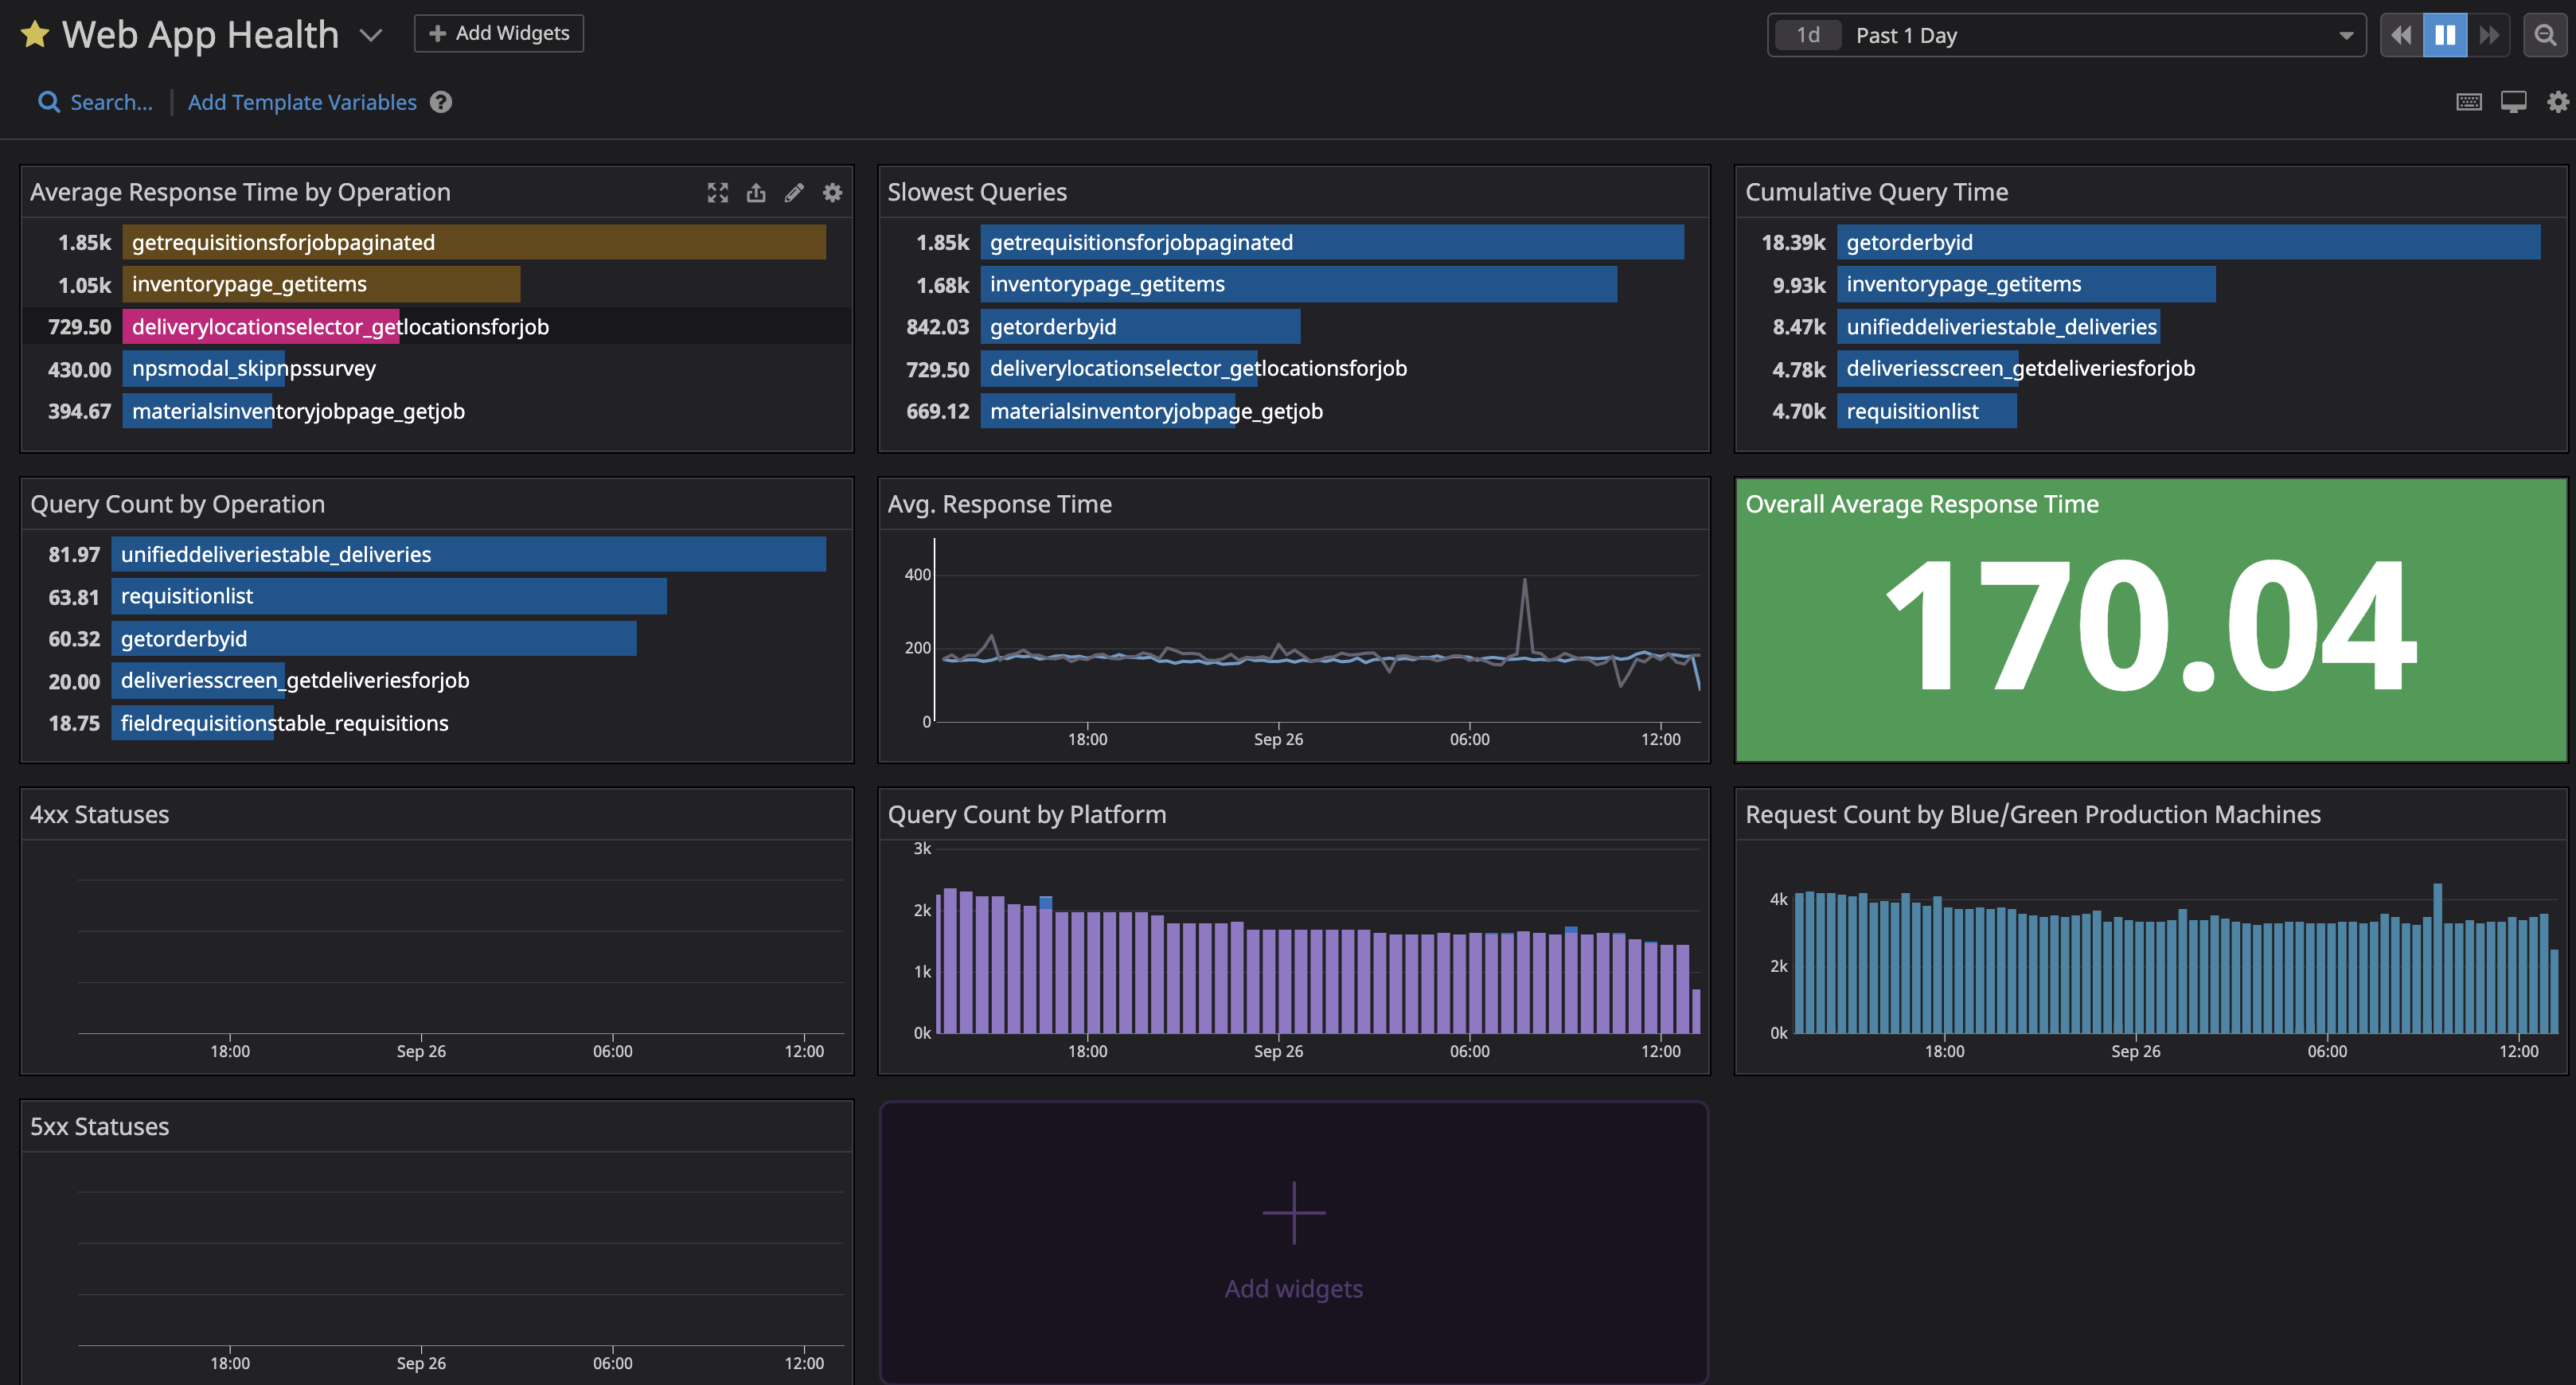 Web App Health
+ Add Widgets
1d Past 1 Day
Search... Add Template Variables ?
Average Response Time by Operation
1.85k getrequisitionsforjobpaginated
1.05k inventorypage_getitems
729.50 deliverylocationselector_getlocationsforjob
430.00 npsmodal_skipnpssurvey
394.67 materialsinventoryjobpage_getjob
Slowest Queries
1.85k getrequisitionsforjobpaginated
1.68k inventorypage_getitems
842.03 getorderbyid
729.50 deliverylocationselector_getlocationsforjob
669.12 materialsinventoryjobpage_getjob
Cumulative Query Time
18.39k getorderbyid
9.93k inventorypage_getitems
8.47k unifieddeliveriestable_deliveries
4.78k deliveriesscreen_getdeliveriesforjob
4.70k requisitionlist
Query Count by Operation
81.97 unifieddeliveriestable_deliveries
63.81 requisitionlist
60.32 getorderbyid
20.00 deliveriesscreen_getdeliveriesforjob
18.75 fieldrequisitionstable_requisitions
Avg. Response Time
400
200
0
18:00 Sep 26 06:00 12:00
Overall Average Response Time
170.04
4xx Statuses
18:00 Sep 26 06:00 12:00
Query Count by Platform
3k
2k
1k
0k
18:00 Sep 26 06:00 12:00
Request Count by Blue/Green Production Machines
4k
2k
0k
18:00 Sep 26 06:00 12:00
5xx Statuses
18:00 Sep 26 06:00 12:00
Add widgets